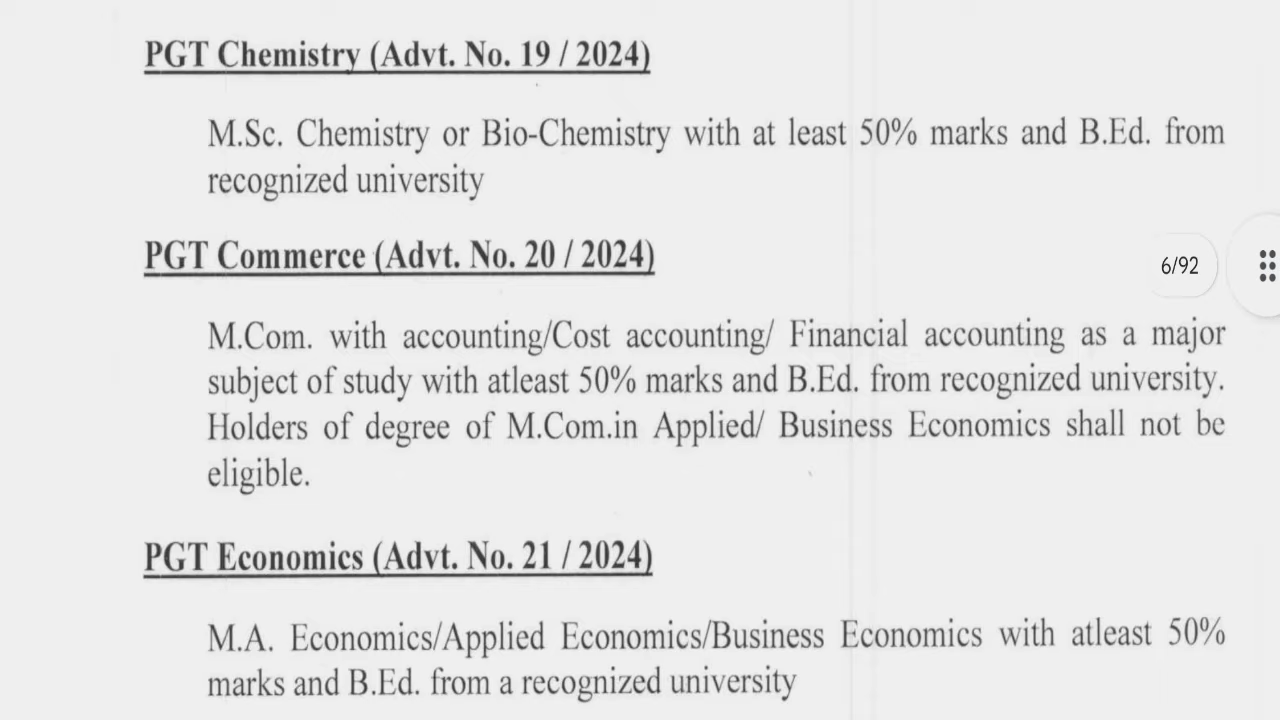 PGT Chemistry (Advt. No. 19 / 2024)
M.Sc. Chemistry or Bio-Chemistry with at least 50% marks and B.Ed. from
recognized university
PGT Commerce (Advt. No. 20 / 2024)
6/92
M.Com. with accounting/Cost accounting/ Financial accounting as a major
subject of study with atleast 50% marks and B.Ed. from recognized university.
Holders of degree of M.Com.in Applied/ Business Economics shall not be
eligible.
PGT Economics (Advt. No. 21 / 2024)
M.A. Economics/Applied Economics/Business Economics with atleast 50%
marks and B.Ed. from a recognized university